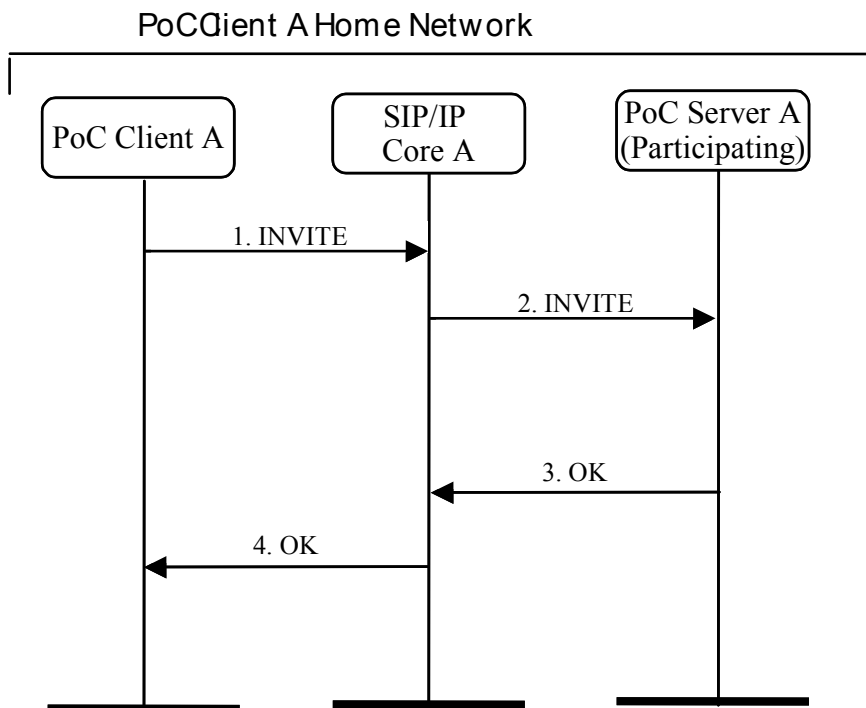 PoCClient A Home Network
PoC Client A
SIP/IP
Core A
PoC Server A
(Participating)
1. INVITE
2. INVITE
3. OK
4. OK